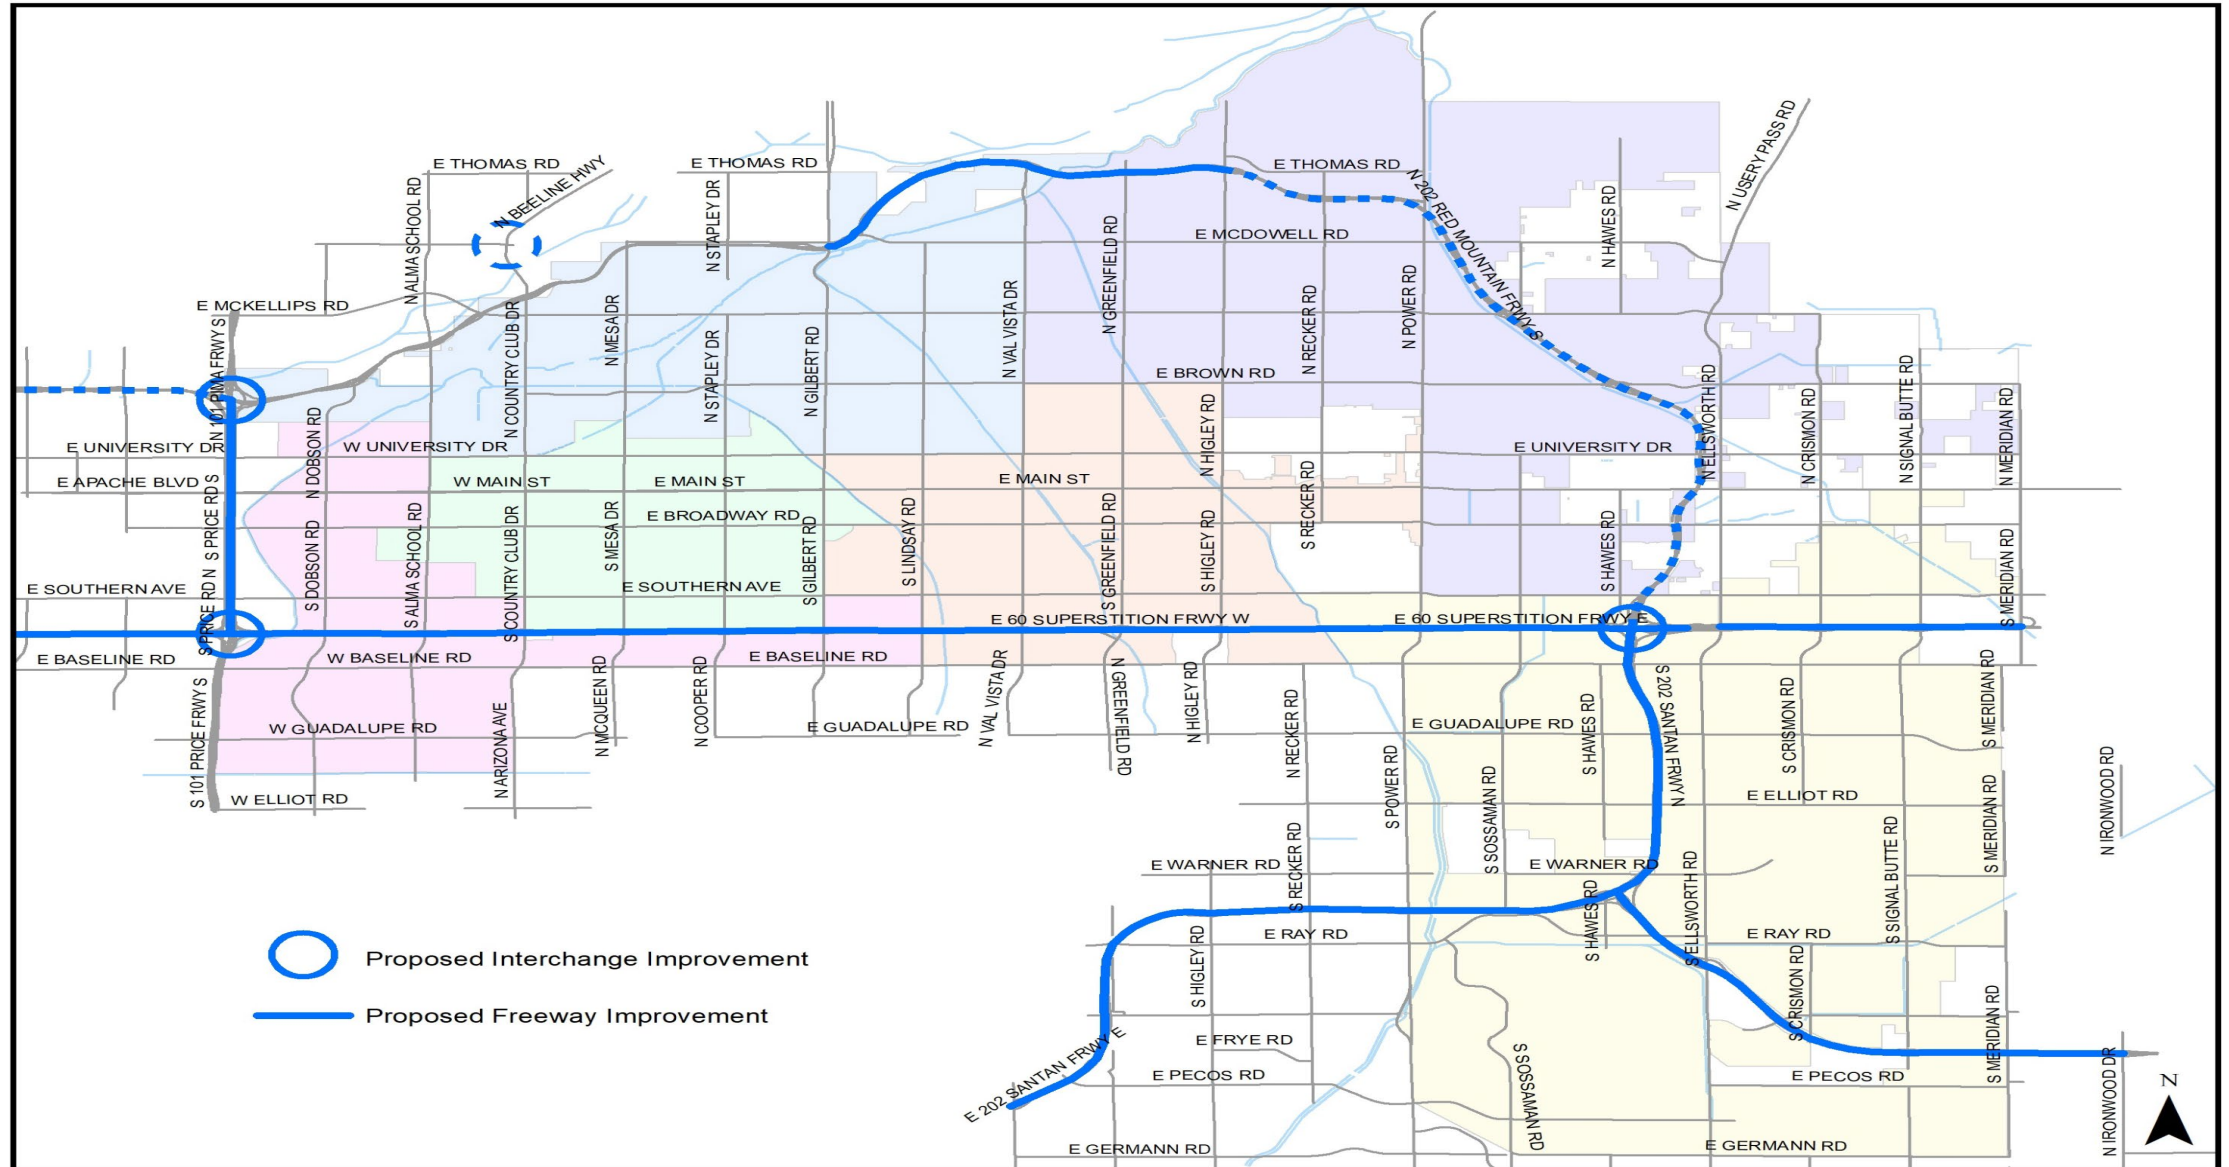 E THOMAS RD
N BEELINE HWY
E THOMAS RD
E THOMAS RD
N ALMA SCHOOL RD
N STAPLEY DR
N 202 RED MOUNTAIN FRWY S
N USERY PASS RD
N HAWES RD
E MCDOWELL RD
N GREENFIELD RD
E MCKELLIPS RD
N 101 PIMA FRWY S
N COUNTRY CLUB DR
N MESA DR
N STAPLEY DR
N GILBERT RD
N VAL VISTA DR
N RECKER RD
N POWER RD
E BROWN RD
N HIGLEY RD
N ELLSWORTH RD
N CRISMON RD
N SIGNAL BUTTE RD
N MERIDIAN RD
E UNIVERSITY DR
W UNIVERSITY DR
E UNIVERSITY DR
N DOBSON RD
E APACHE BLVD
W MAIN ST
E MAIN ST
E MAIN ST
E BROADWAY RD
S PRICE RD N
S PRICE RD S
S DOBSON RD
S ALMA SCHOOL RD
S COUNTRY CLUB DR
S MESA DR
S GILBERT RD
S LINDSAY RD
S GREENFIELD RD
S HIGLEY RD
S RECKER RD
S RECKER RD
S HAWES RD
S MERIDIAN RD
E SOUTHERN AVE
E SOUTHERN AVE
S PRICE RD N
E 60 SUPERSTITION FRWY W
E 60 SUPERSTITION FRWY E
E BASELINE RD
W BASELINE RD
E BASELINE RD
S 101 PRICE FRWY S
W GUADALUPE RD
N ARIZONA AVE
N MCQUEEN RD
N COOPER RD
E GUADALUPE RD
N VAL VISTA DR
N GREENFIELD RD
N HIGLEY RD
N RECKER RD
E GUADALUPE RD
S HAWES RD
S 202 SANTAN FRWY N
S CRISMON RD
S MERIDIAN RD
W ELLIOT RD
S POWER RD
S SOSSAMAN RD
E ELLIOT RD
S MERIDIAN RD
N IRONWOOD RD
E WARNER RD
S RECKER RD
E WARNER RD
S HAWES RD
S ELLSWORTH RD
S SIGNAL BUTTE RD
E RAY RD
E RAY RD
S HIGLEY RD
S CRISMON RD
S MERIDIAN RD
Proposed Interchange Improvement
Proposed Freeway Improvement
E 202 SANTAN FRWY E
E FRYE RD
E PECOS RD
S SOSSAMAN RD
E PECOS RD
N IRONWOOD DR
N
E GERMANN RD
E GERMANN RD